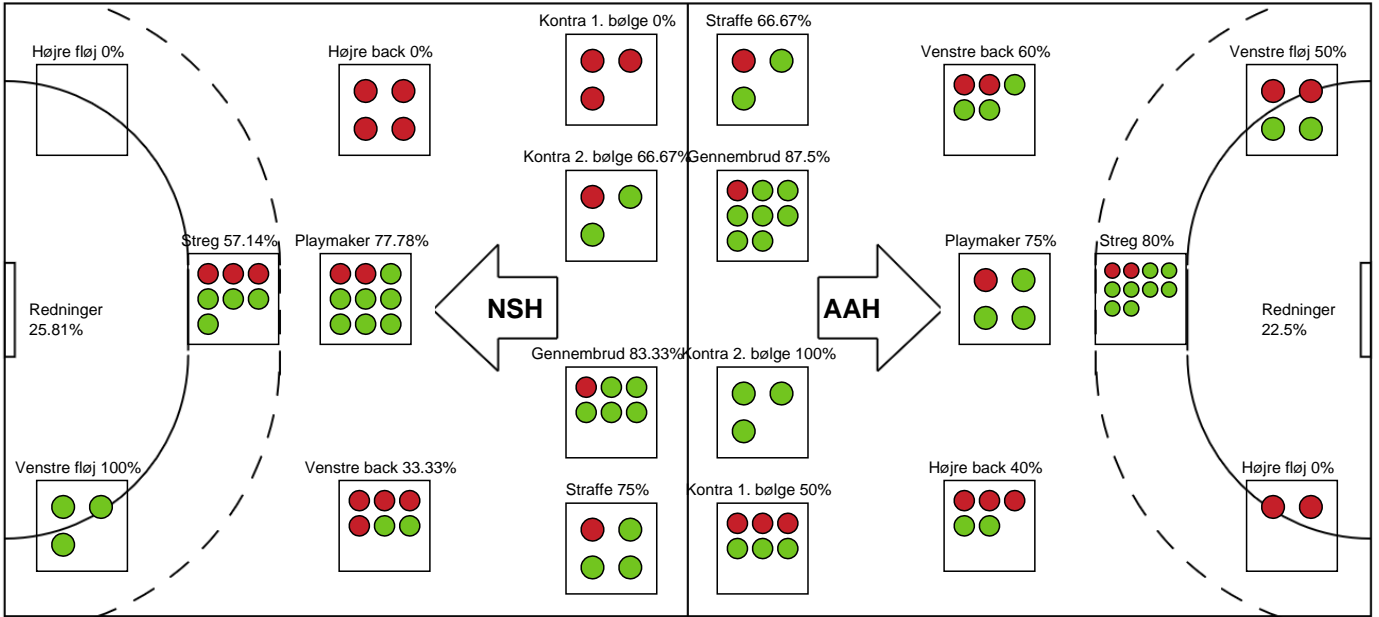 Kontra 1. bølge 0%
Straffe 66.67%
Højre fløj 0%
Højre back 0%
Venstre back 60%
Venstre fløj 50%
Kontra 2. bølge 66.67%
Gennembrud 87.5%
Streg 57.14%
Playmaker 77.78%
Playmaker 75%
Streg 80%
Redninger
25.81%
NSH
AAH
Redninger
22.5%
Gennembrud 83.33%
Kontra 2. bølge 100%
Venstre fløj 100%
Venstre back 33.33%
Straffe 75%
Kontra 1. bølge 50%
Højre back 40%
Højre fløj 0%